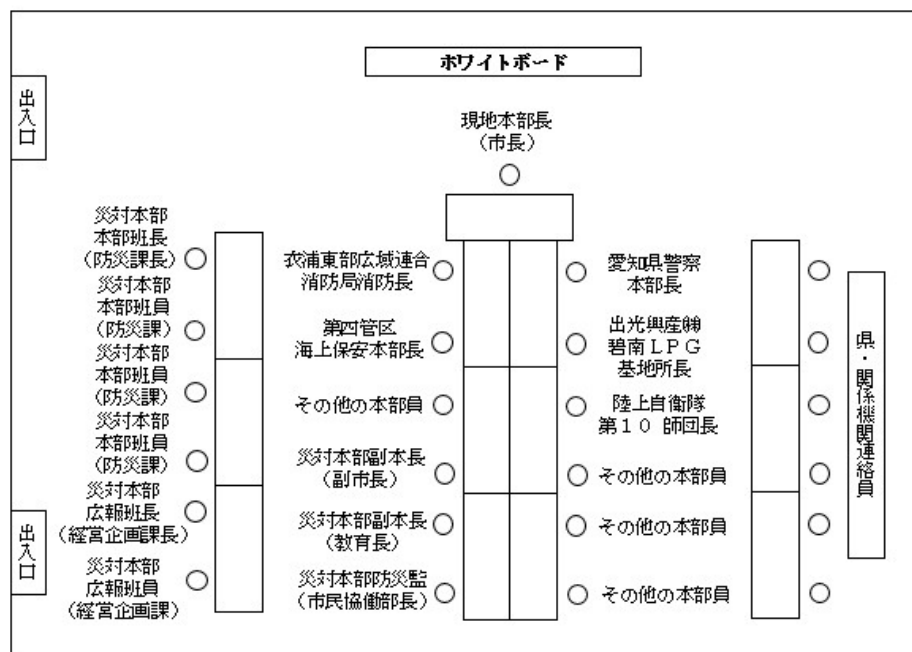 ホワイトボード
出入口
現地本部長
(市長)
災対本部
本部班長
(防災課長)
災対本部
本部班員
(防災課)
災対本部
本部班員
(防災課)
災対本部
本部班員
(防災課)
災対本部
広報班長
(経営企画課長)
災対本部
広報班員
(経営企画課)
出入口
衣浦東部広域連合
消防局消防長
第四管区
海上保安本部長
その他の本部員
災対本部副本長
(副市長)
災対本部副本長
(教育長)
災対本部防災監
(市民協働部長)
愛知県警察
本部長
出光興産㈱
碧南LPG
基地所長
陸上自衛隊
第10 師団長
その他の本部員
その他の本部員
その他の本部員
県・関係機関連絡員